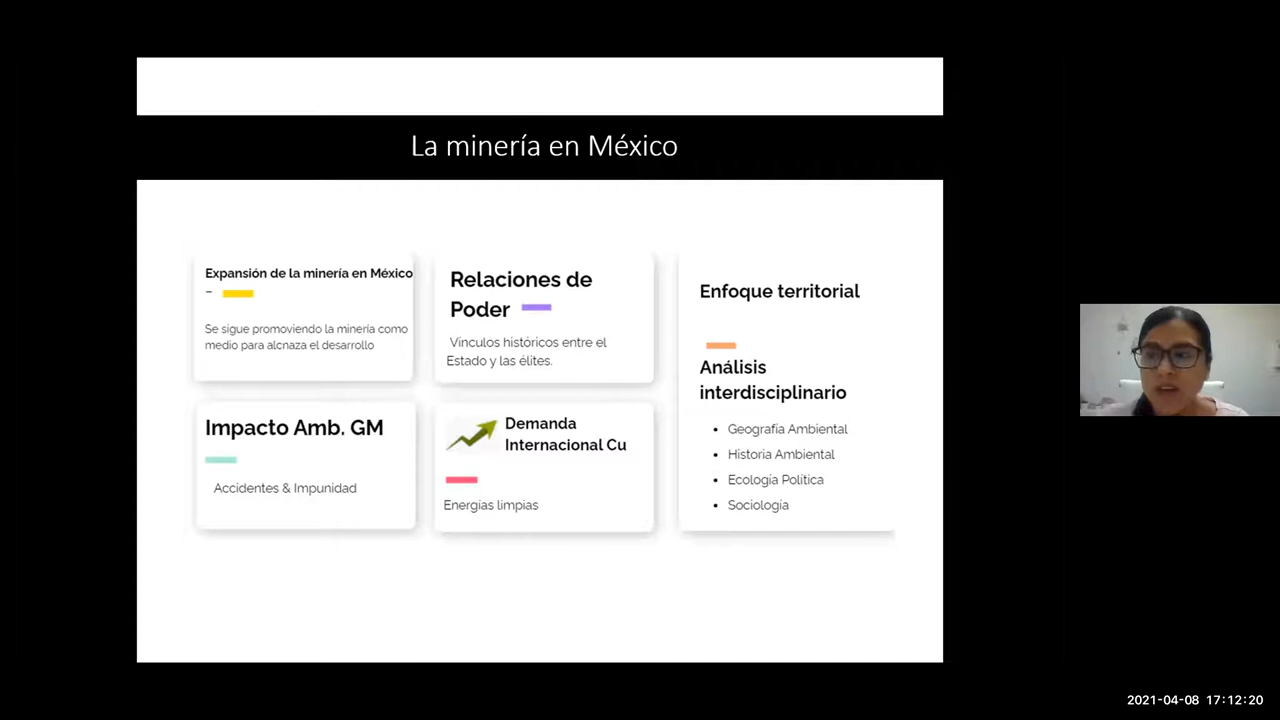 La minería en México
Expansión de la minería en México
-
Se sigue promoviendo la minería como
medio para alcnaza el desarrollo
Relaciones de
Poder
Vínculos históricos entre el
Estado y las élites.
Impacto Amb. GM
Accidentes & Impunidad
Demanda
Internacional Cu
Energías limpias
Enfoque territorial
Análisis
interdisciplinario
• Geografía Ambiental
• Historia Ambiental
• Ecología Política
• Sociología
2021-04-08 17:12:20